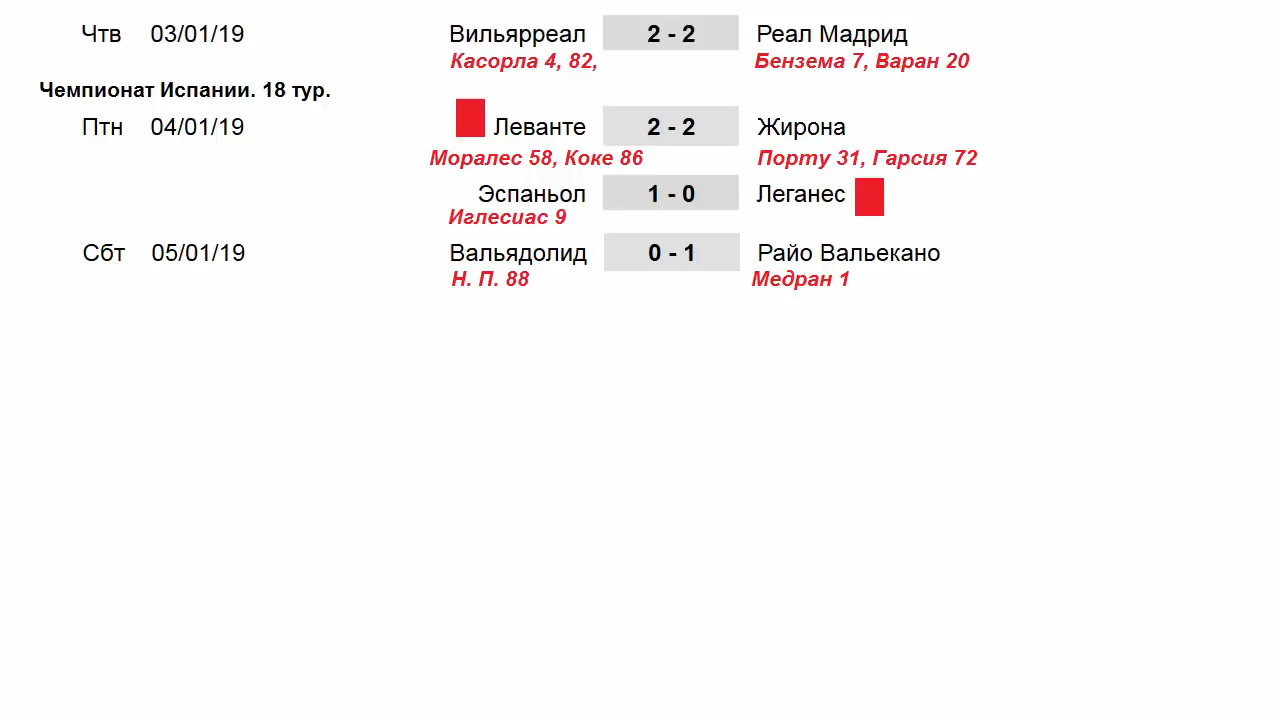 Чтв 03/01/19 Вильярреал 2 - 2 Реал Мадрид
Касорла 4, 82, Бензема 7, Варан 20
Чемпионат Испании. 18 тур.
Птн 04/01/19 Леванте 2 - 2 Жирона
Моралес 58, Коке 86 Порту 31, Гарсия 72
Эспаньол 1 - 0 Леганес
Иглесиас 9
Сбт 05/01/19 Вальядолид 0 - 1 Райо Вальекано
Н. П. 88 Медран 1